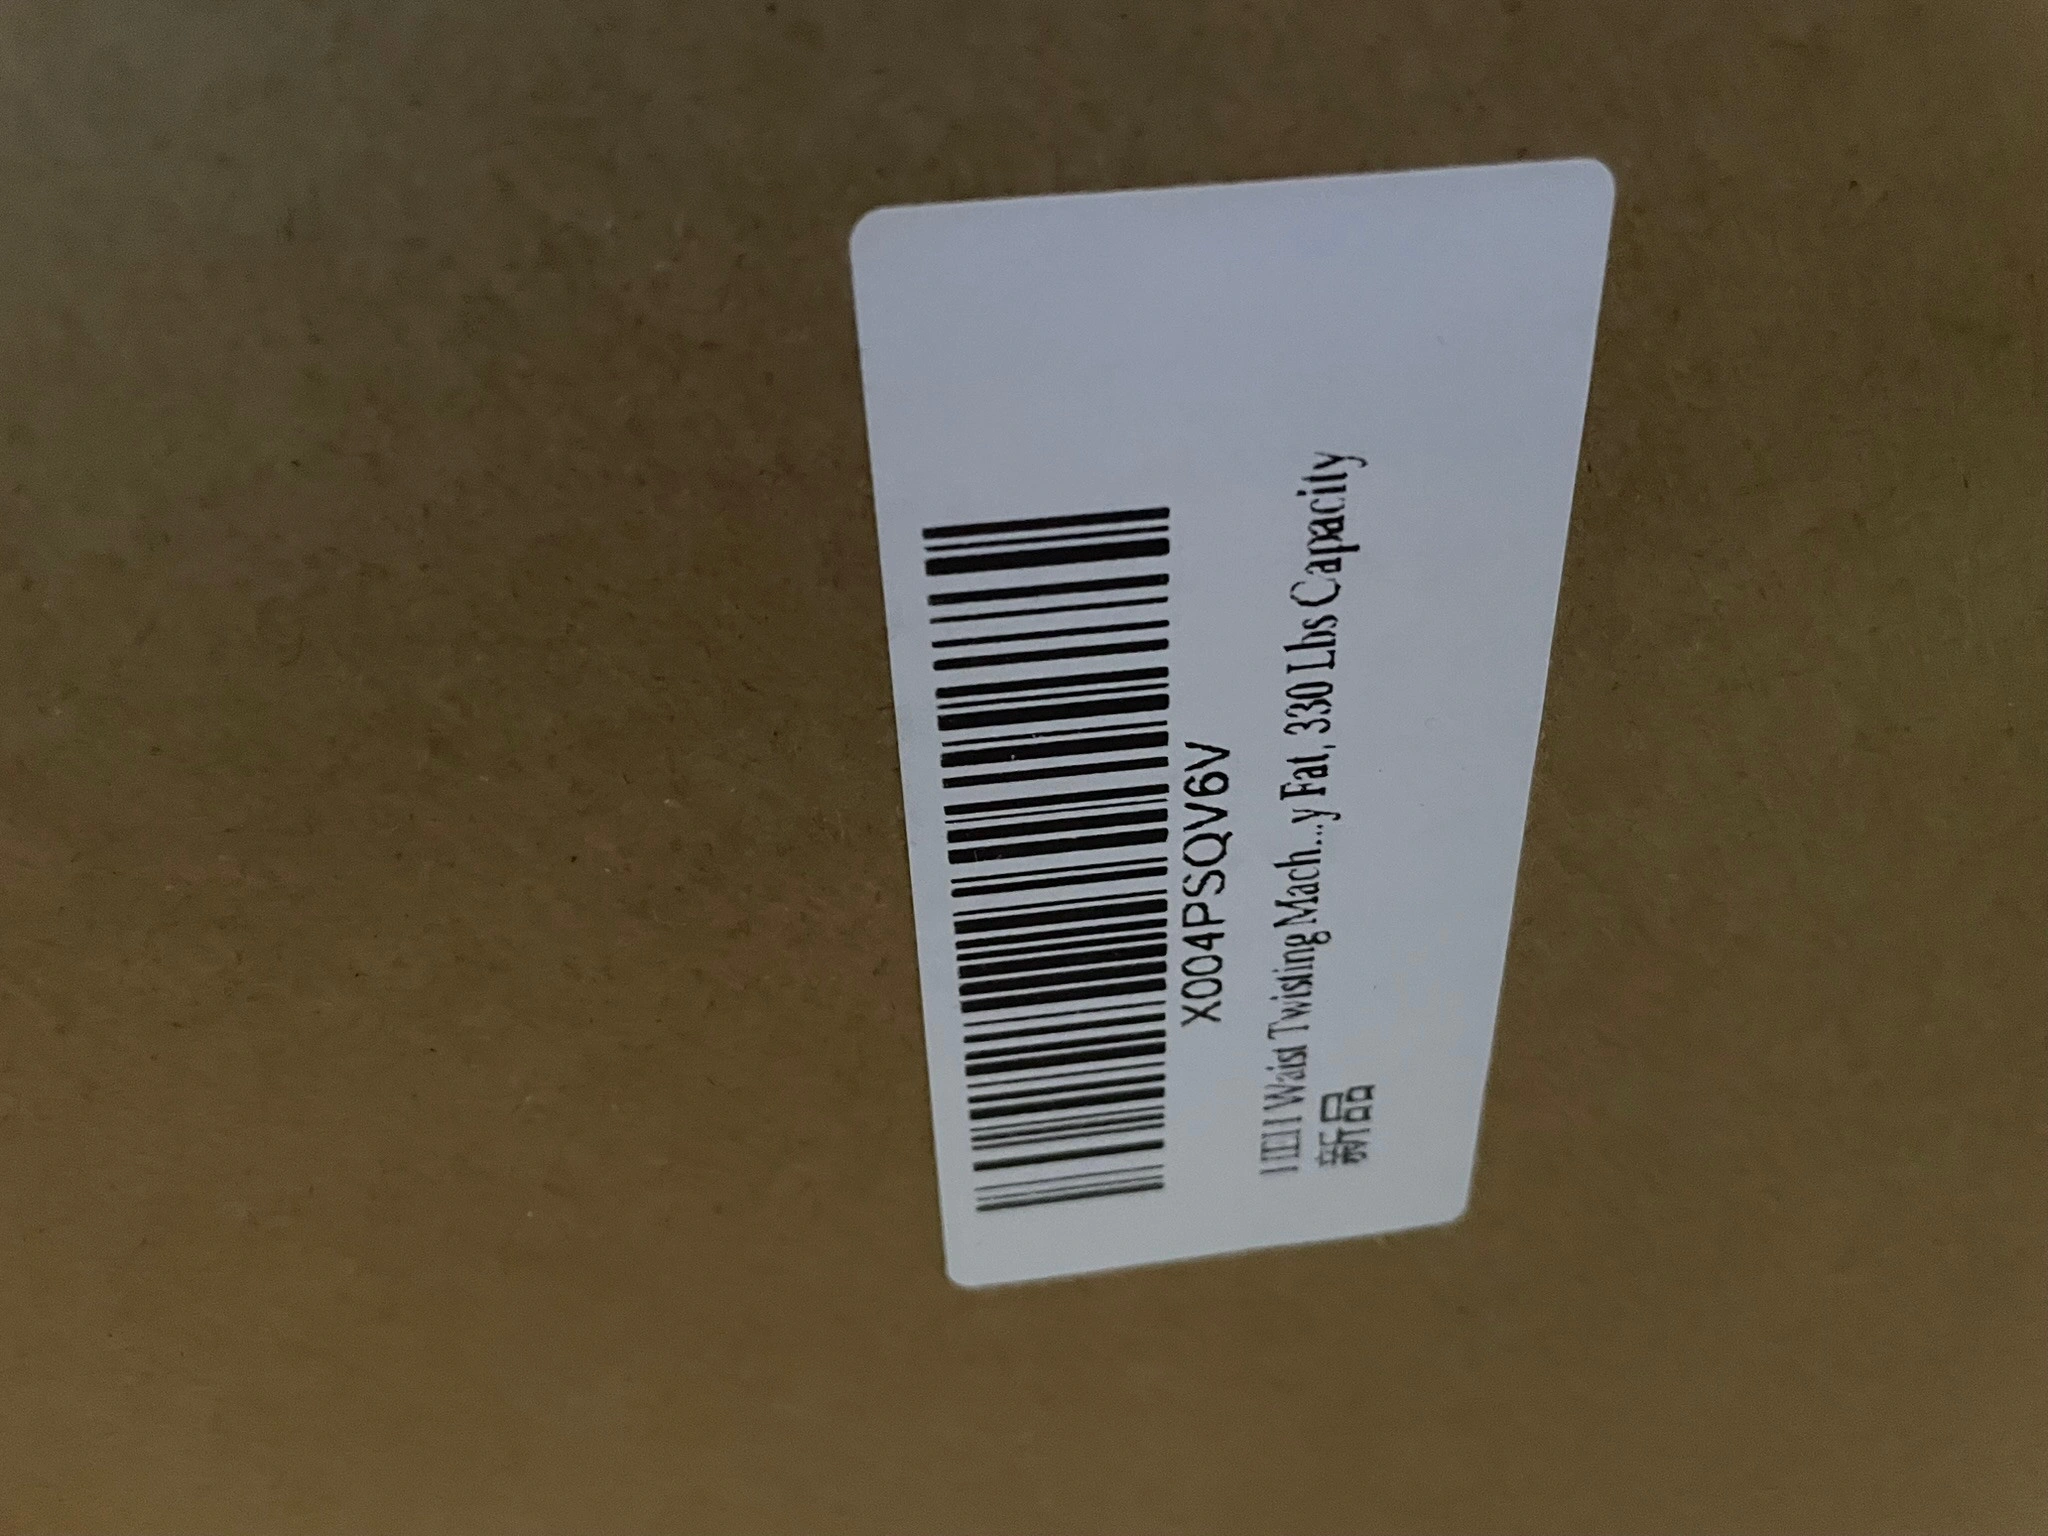 X004PSQV6V
Waist Twisting Mach...y Fat, 330 Lbs Capacity
新品